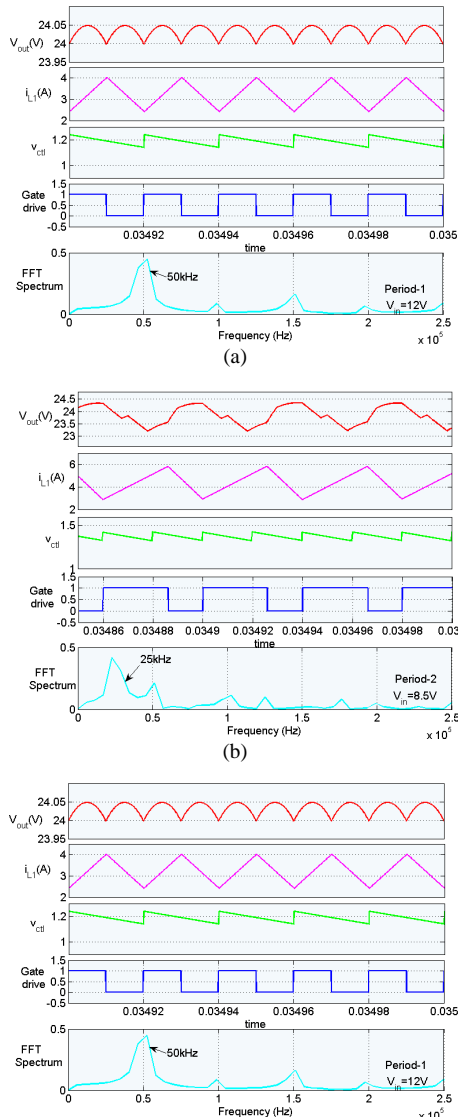 24.05
24
23.95
V_out(V)
4
3
2
i_L1(A)
1.2
1
v_ctl
1.5
1
0.5
0
-0.5
Gate
drive
0.03492 0.03494 0.03496 0.03498 0.035
time
0.5
0
FFT
Spectrum
50kHz
Period-1
V_in=12V
0 0.5 1 1.5 2 2.5
Frequency (Hz)
x 10^5
(a)
24.5
24
23.5
23
V_out(V)
6
4
2
i_L1(A)
1.5
1
v_ctl
1.5
1
0.5
0
-0.5
Gate
drive
0.03486 0.03488 0.0349 0.03492 0.03494 0.03496 0.03498 0.035
time
0.5
0
FFT
Spectrum
25kHz
Period-2
V_in=8.5V
0 0.5 1 1.5 2 2.5
Frequency (Hz)
x 10^5
(b)
24.05
24
23.95
V_out(V)
4
3
2
i_L1(A)
1.2
1
v_ctl
1.5
1
0.5
0
-0.5
Gate
drive
0.03492 0.03494 0.03496 0.03498 0.035
time
0.5
0
FFT
Spectrum
50kHz
Period-1
V_in=12V
0 0.5 1 1.5 2 2.5
Frequency (Hz)
x 10^5